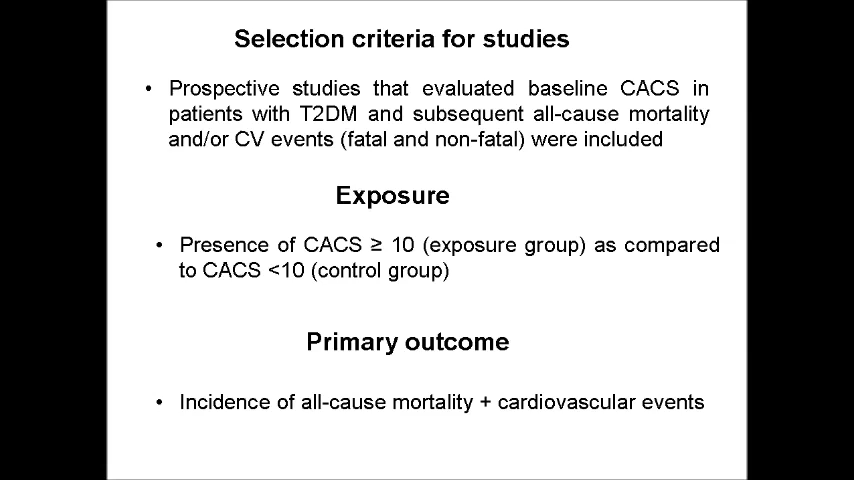 Selection criteria for studies
• Prospective studies that evaluated baseline CACS in
patients with T2DM and subsequent all-cause mortality
and/or CV events (fatal and non-fatal) were included
Exposure
• Presence of CACS ≥ 10 (exposure group) as compared
to CACS <10 (control group)
Primary outcome
• Incidence of all-cause mortality + cardiovascular events